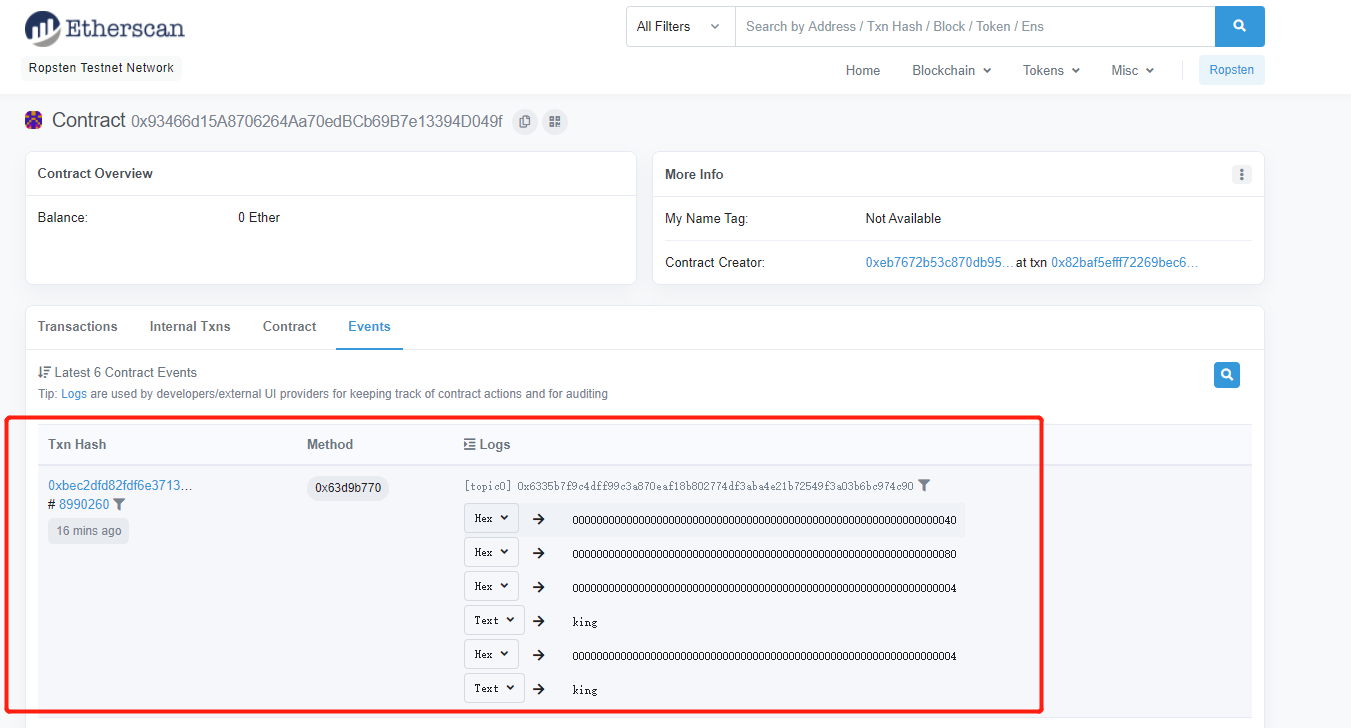 Etherscan
All Filters
Search by Address / Txn Hash / Block / Token / Ens
Ropsten Testnet Network
Home Blockchain Tokens Misc Ropsten
Contract 0x93466d15A8706264Aa70edBCb69B7e13394D049f
Contract Overview
Balance: 0 Ether
More Info
My Name Tag: Not Available
Contract Creator: 0xeb7672b53c870db95... at txn 0x82baf5efff72269bec6...
Transactions Internal Txns Contract Events
Latest 6 Contract Events
Tip: Logs are used by developers/external UI providers for keeping track of contract actions and for auditing
Txn Hash Method Logs
0xbec2dfd82fdf6e3713...
# 8990260
16 mins ago
0x63d9b770
[topic0] 0x6335b7f9c4dff99c3a870eaf18b802774df3aba4e21b72549f3a03b6bc974c90
Hex → 0000000000000000000000000000000000000000000000000000000000000040
Hex → 0000000000000000000000000000000000000000000000000000000000000080
Hex → 0000000000000000000000000000000000000000000000000000000000000004
Text → king
Hex → 0000000000000000000000000000000000000000000000000000000000000004
Text → king